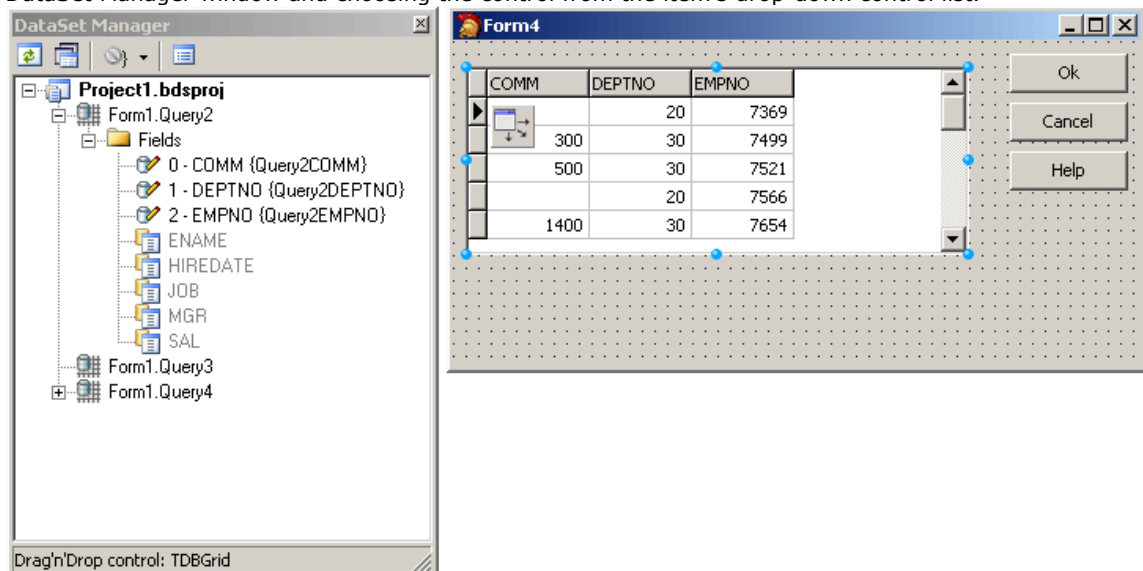 DataSet Manager window and choosing the control from the item's drop-down control list.
DataSet Manager
Project1.bdsproj
Form1.Query2
Fields
0 - COMM {Query2COMM}
1 - DEPTNO {Query2DEPTNO}
2 - EMPNO {Query2EMPNO}
ENAME
HIREDATE
JOB
MGR
SAL
Form1.Query3
Form1.Query4
Drag'n'Drop control: TDBGrid
Form4
COMM DEPTNO EMPNO
20 7369
300 30 7499
500 30 7521
20 7566
1400 30 7654
Ok
Cancel
Help